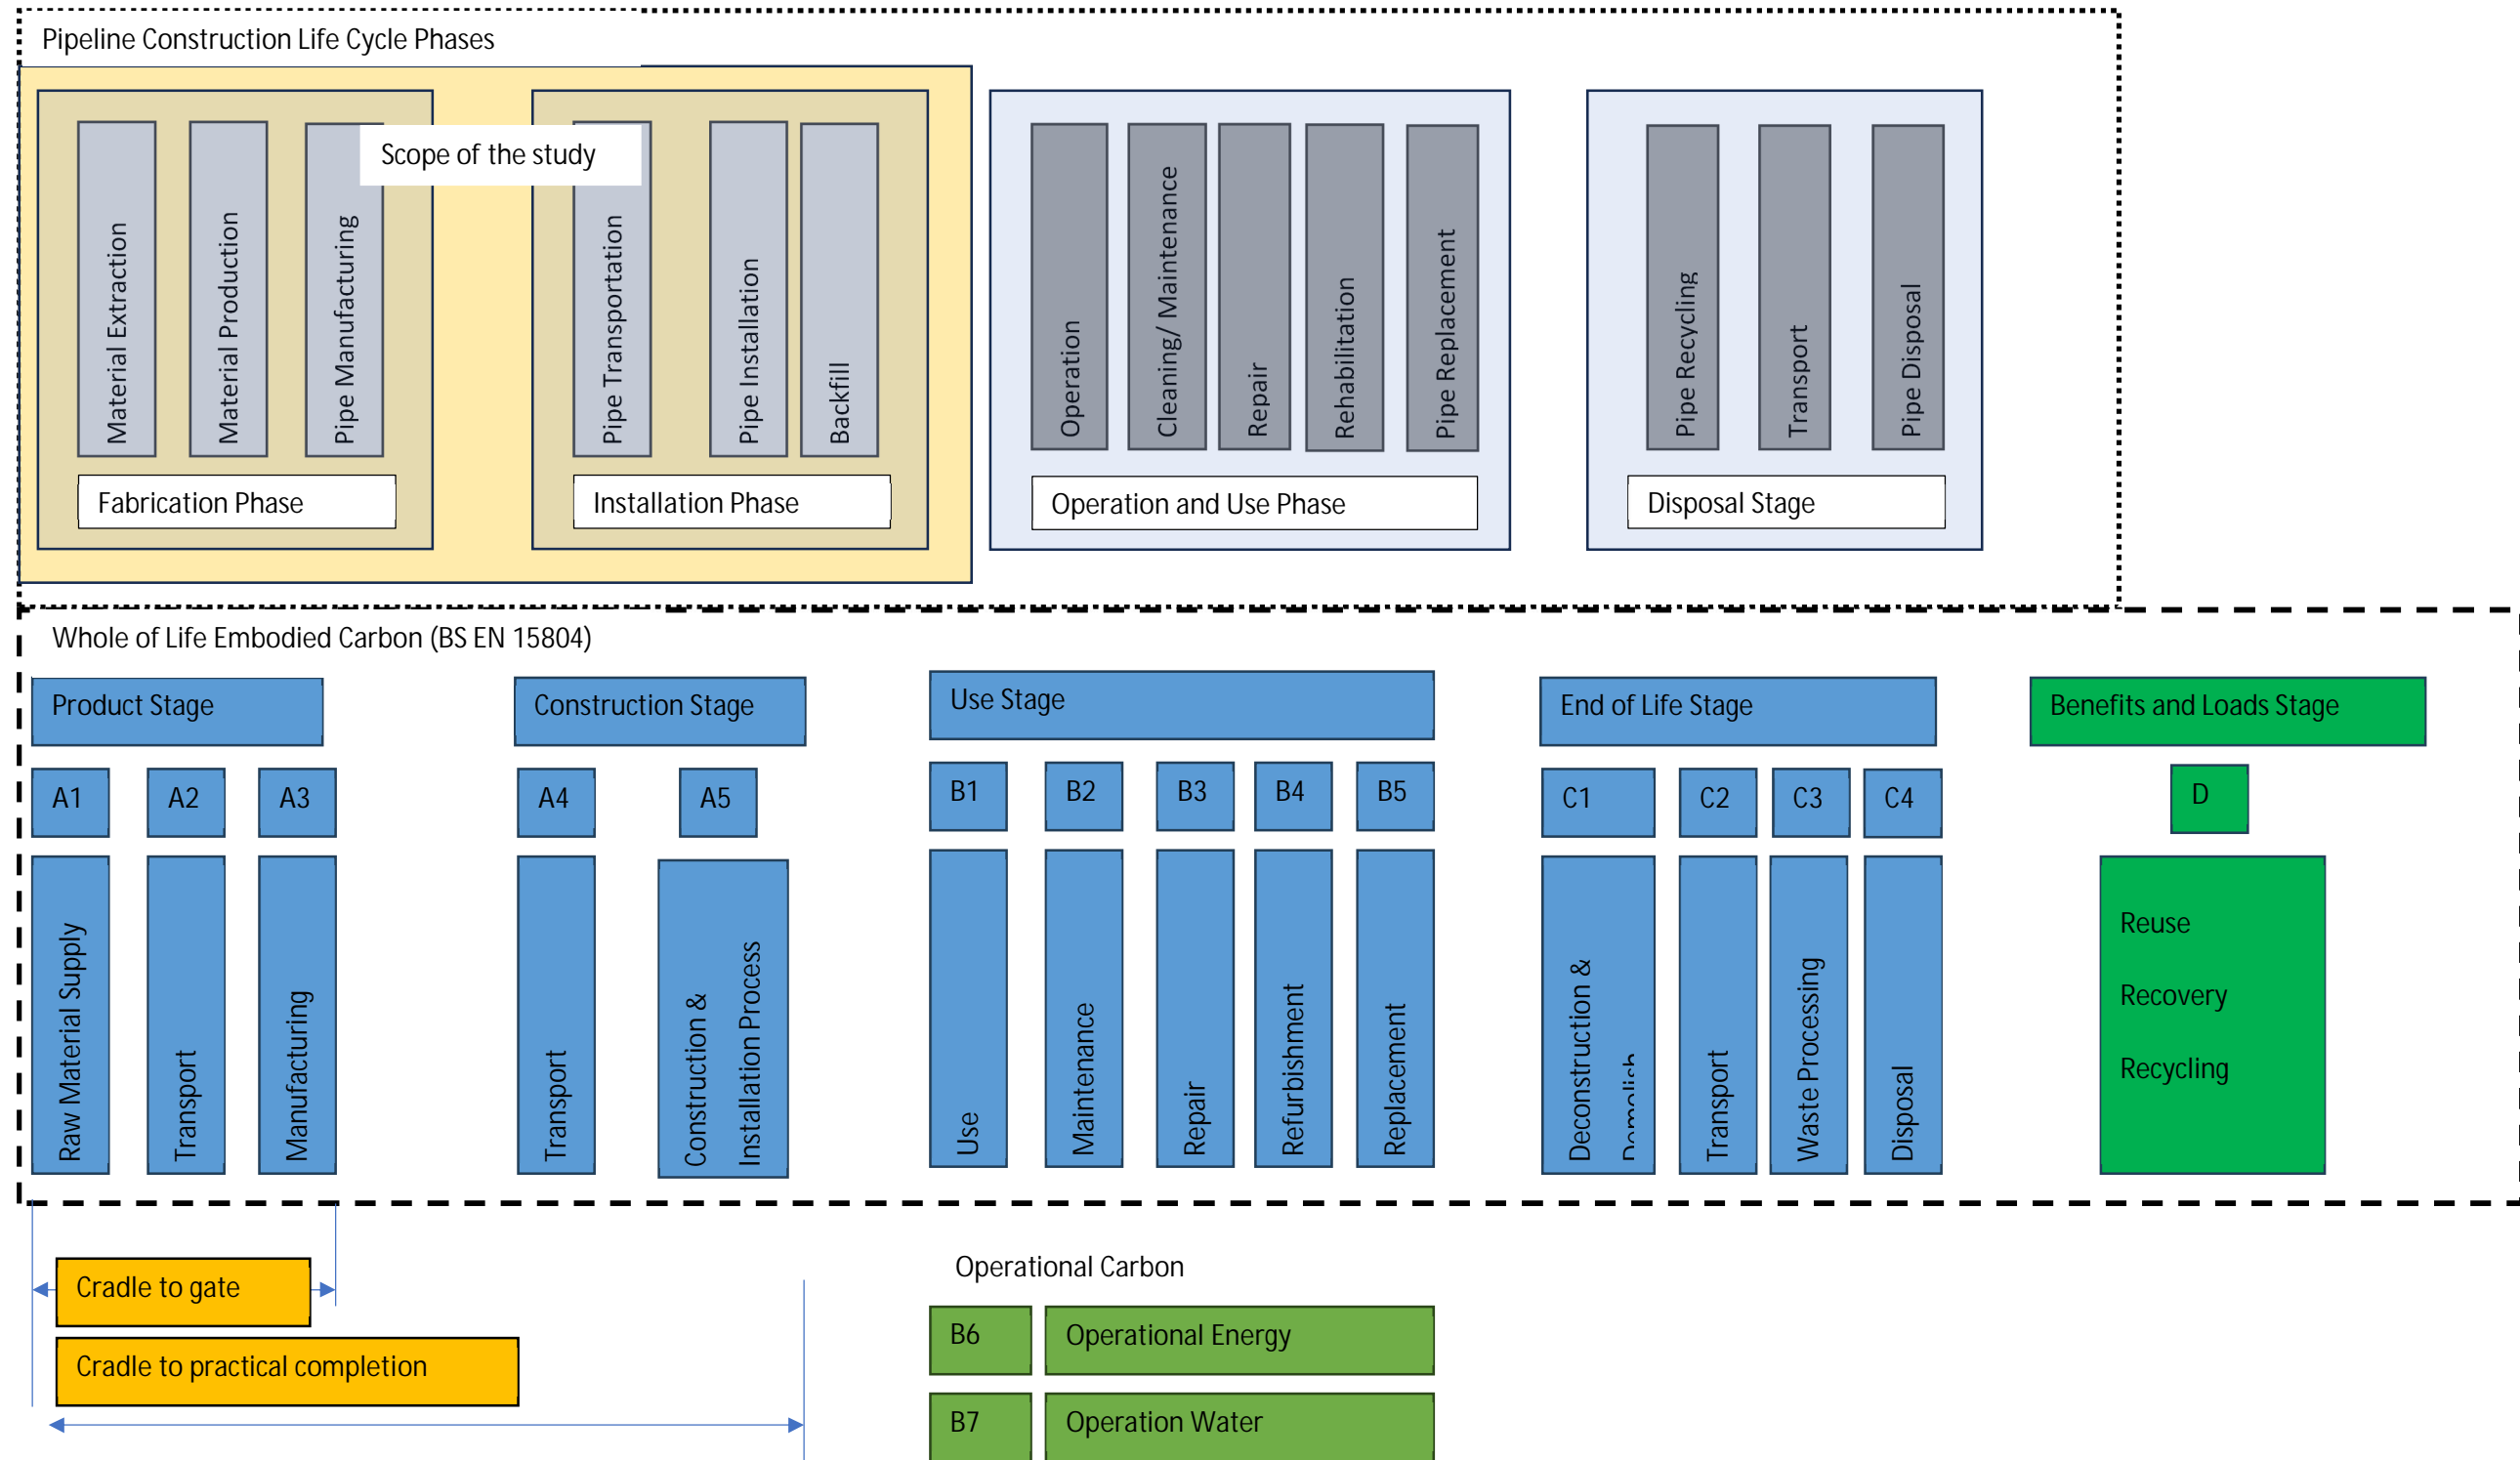 Pipeline Construction Life Cycle Phases
Scope of the study
Material Extraction
Material Production
Pipe Manufacturing
Fabrication Phase
Pipe Transportation
Pipe Installation
Backfill
Installation Phase
Operation
Cleaning/ Maintenance
Repair
Rehabilitation
Pipe Replacement
Operation and Use Phase
Pipe Recycling
Transport
Pipe Disposal
Disposal Stage
Whole of Life Embodied Carbon (BS EN 15804)
Product Stage
A1
A2
A3
Raw Material Supply
Transport
Manufacturing
Construction Stage
A4
A5
Transport
Construction &
Installation Process
Use Stage
B1
B2
B3
B4
B5
Use
Maintenance
Repair
Refurbishment
Replacement
End of Life Stage
C1
C2
C3
C4
Deconstruction &
Demolish
Transport
Waste Processing
Disposal
Benefits and Loads Stage
D
Reuse
Recovery
Recycling
Cradle to gate
Cradle to practical completion
Operational Carbon
B6
Operational Energy
B7
Operation Water